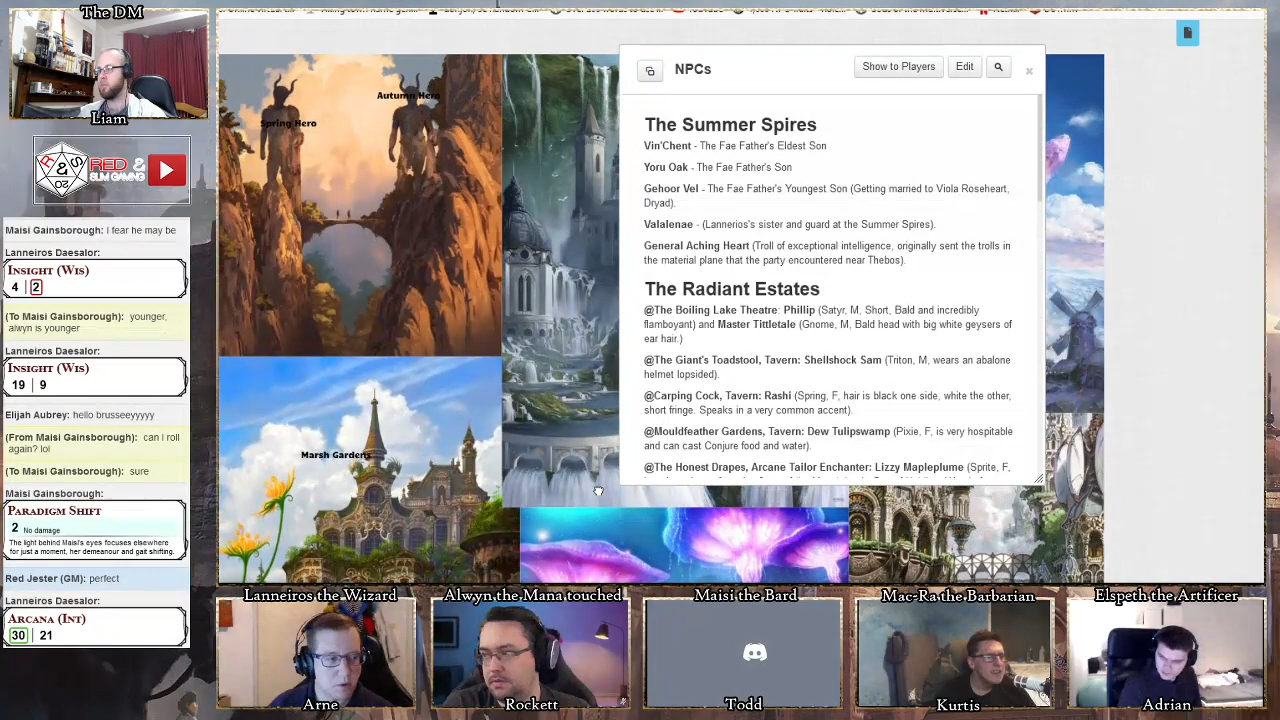 The DM
Liam
RED &
SLIM GAMING
R
&
S
20
Maisi Gainsborough: I fear he may be
Lanneiros Daesalor:
INSIGHT (WIS)
4 | 2
(To Maisi Gainsborough): younger,
alwyn is younger
Lanneiros Daesalor:
INSIGHT (WIS)
19 | 9
Elijah Aubrey: hello brusseeyyyyy
(From Maisi Gainsborough): can I roll
again? lol
(To Maisi Gainsborough): sure
Maisi Gainsborough:
PARADIGM SHIFT
2 No damage
The light behind Maisi's eyes focuses elsewhere
for just a moment, her demeanour and gait shifting.
Red Jester (GM): perfect
Lanneiros Daesalor:
ARCANA (INT)
30 | 21
Autumn Hero
Spring Hero
Marsh Gardens
NPCs
Show to Players
Edit
The Summer Spires
Vin'Chent - The Fae Father's Eldest Son
Yoru Oak - The Fae Father's Son
Gehoor Vel - The Fae Father's Youngest Son (Getting married to Viola Roseheart,
Dryad).
Valalenae - (Lannerios's sister and guard at the Summer Spires).
General Aching Heart (Troll of exceptional intelligence, originally sent the trolls in
the material plane that the party encountered near Thebos).
The Radiant Estates
@The Boiling Lake Theatre: Phillip (Satyr, M, Short, Bald and incredibly
flamboyant) and Master Tittletale (Gnome, M, Bald head with big white geysers of
ear hair.)
@The Giant's Toadstool, Tavern: Shellshock Sam (Triton, M, wears an abalone
helmet lopsided).
@Carping Cock, Tavern: Rashi (Spring, F, hair is black one side, white the other,
short fringe. Speaks in a very common accent).
@Mouldfeather Gardens, Tavern: Dew Tulipswamp (Pixie, F, is very hospitable
and can cast Conjure food and water).
@The Honest Drapes, Arcane Tailor Enchanter: Lizzy Mapleplume (Sprite, F,
Lanneiros the Wizard
Alwyn the Mana touched
Maisi the Bard
Mac-Ra the Barbarian
Elspeth the Artificer
Arne
Rockett
Todd
Kurtis
Adrian